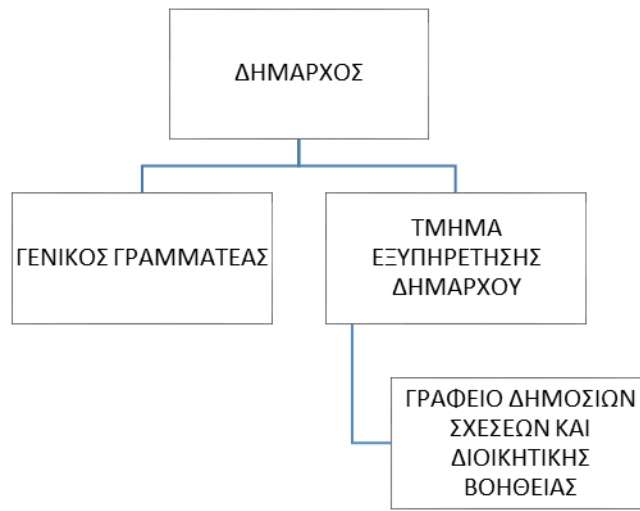 ΔΗΜΑΡΧΟΣ
ΓΕΝΙΚΟΣ ΓΡΑΜΜΑΤΕΑΣ
ΤΜΗΜΑ
ΕΞΥΠΗΡΕΤΗΣΗΣ
ΔΗΜΑΡΧΟΥ
ΓΡΑΦΕΙΟ ΔΗΜΟΣΙΩΝ
ΣΧΕΣΕΩΝ ΚΑΙ
ΔΙΟΙΚΗΤΙΚΗΣ
ΒΟΗΘΕΙΑΣ